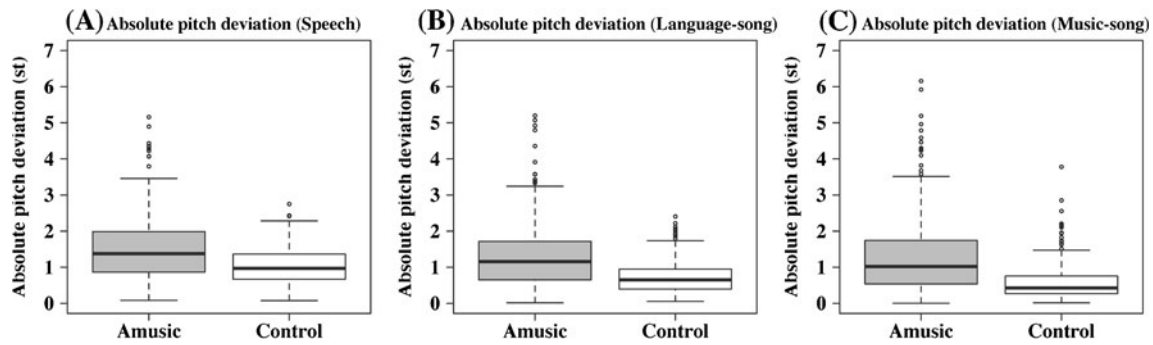 (A) Absolute pitch deviation (Speech)
Absolute pitch deviation (st)
7
6
5
4
3
2
1
0
Amusic Control
(B) Absolute pitch deviation (Language-song)
Absolute pitch deviation (st)
7
6
5
4
3
2
1
0
Amusic Control
(C) Absolute pitch deviation (Music-song)
Absolute pitch deviation (st)
7
6
5
4
3
2
1
0
Amusic Control